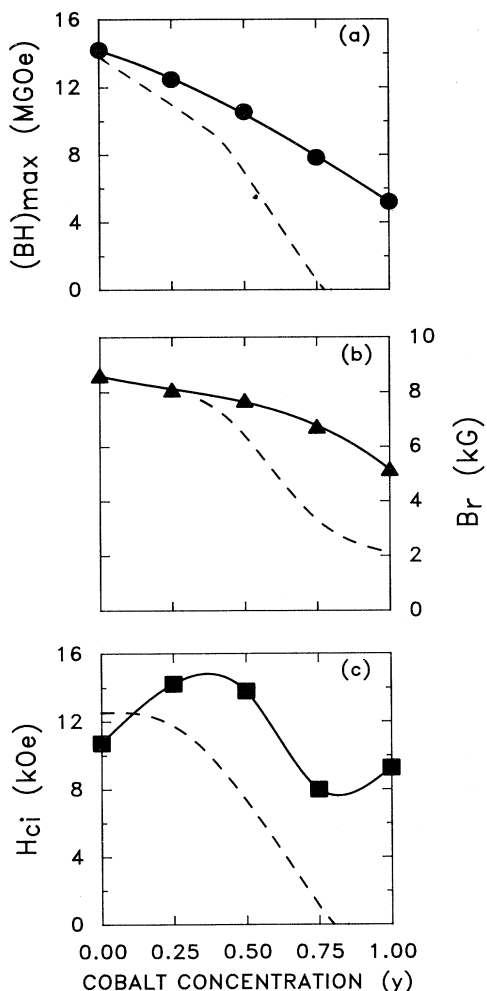 16
12
8
4
0
(BH)max (MGOe)
(a)
10
8
6
4
2
0
Br (kG)
(b)
16
12
8
4
0
Hci (kOe)
(c)
0.00 0.25 0.50 0.75 1.00
COBALT CONCENTRATION (y)